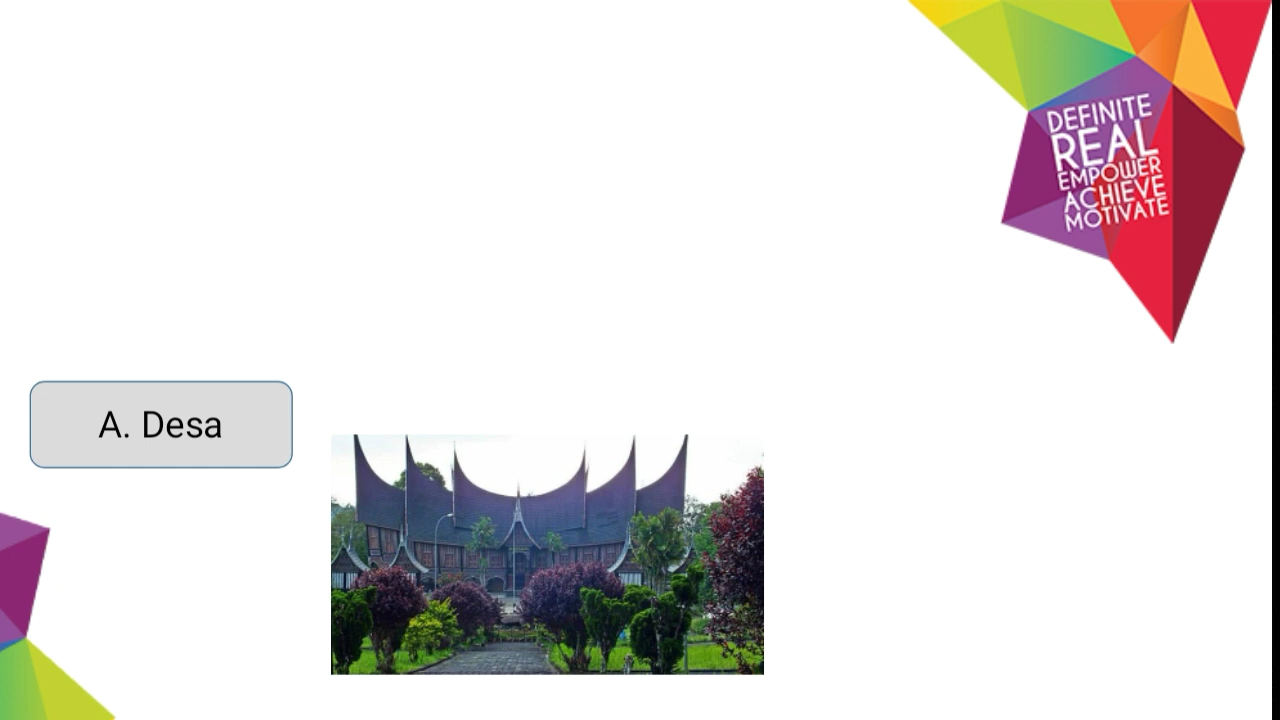 DEFINITE
REAL
EMPOWER
ACHIEVE
MOTIVATE
A. Desa